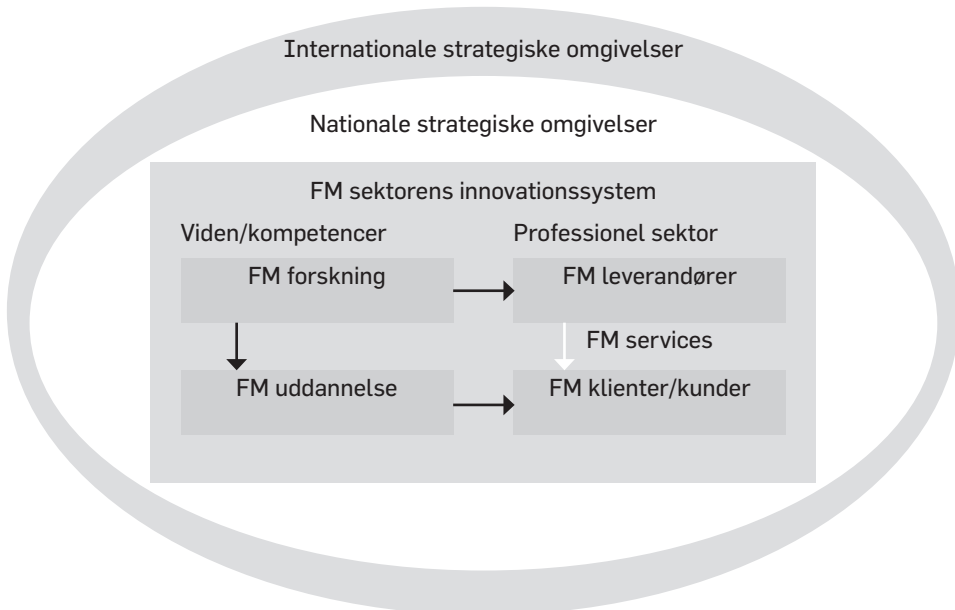 Internationale strategiske omgivelser
Nationale strategiske omgivelser
FM sektorens innovationssystem
Viden/kompetencer
Professionel sektor
FM forskning
FM leverandører
FM services
FM uddannelse
FM klienter/kunder